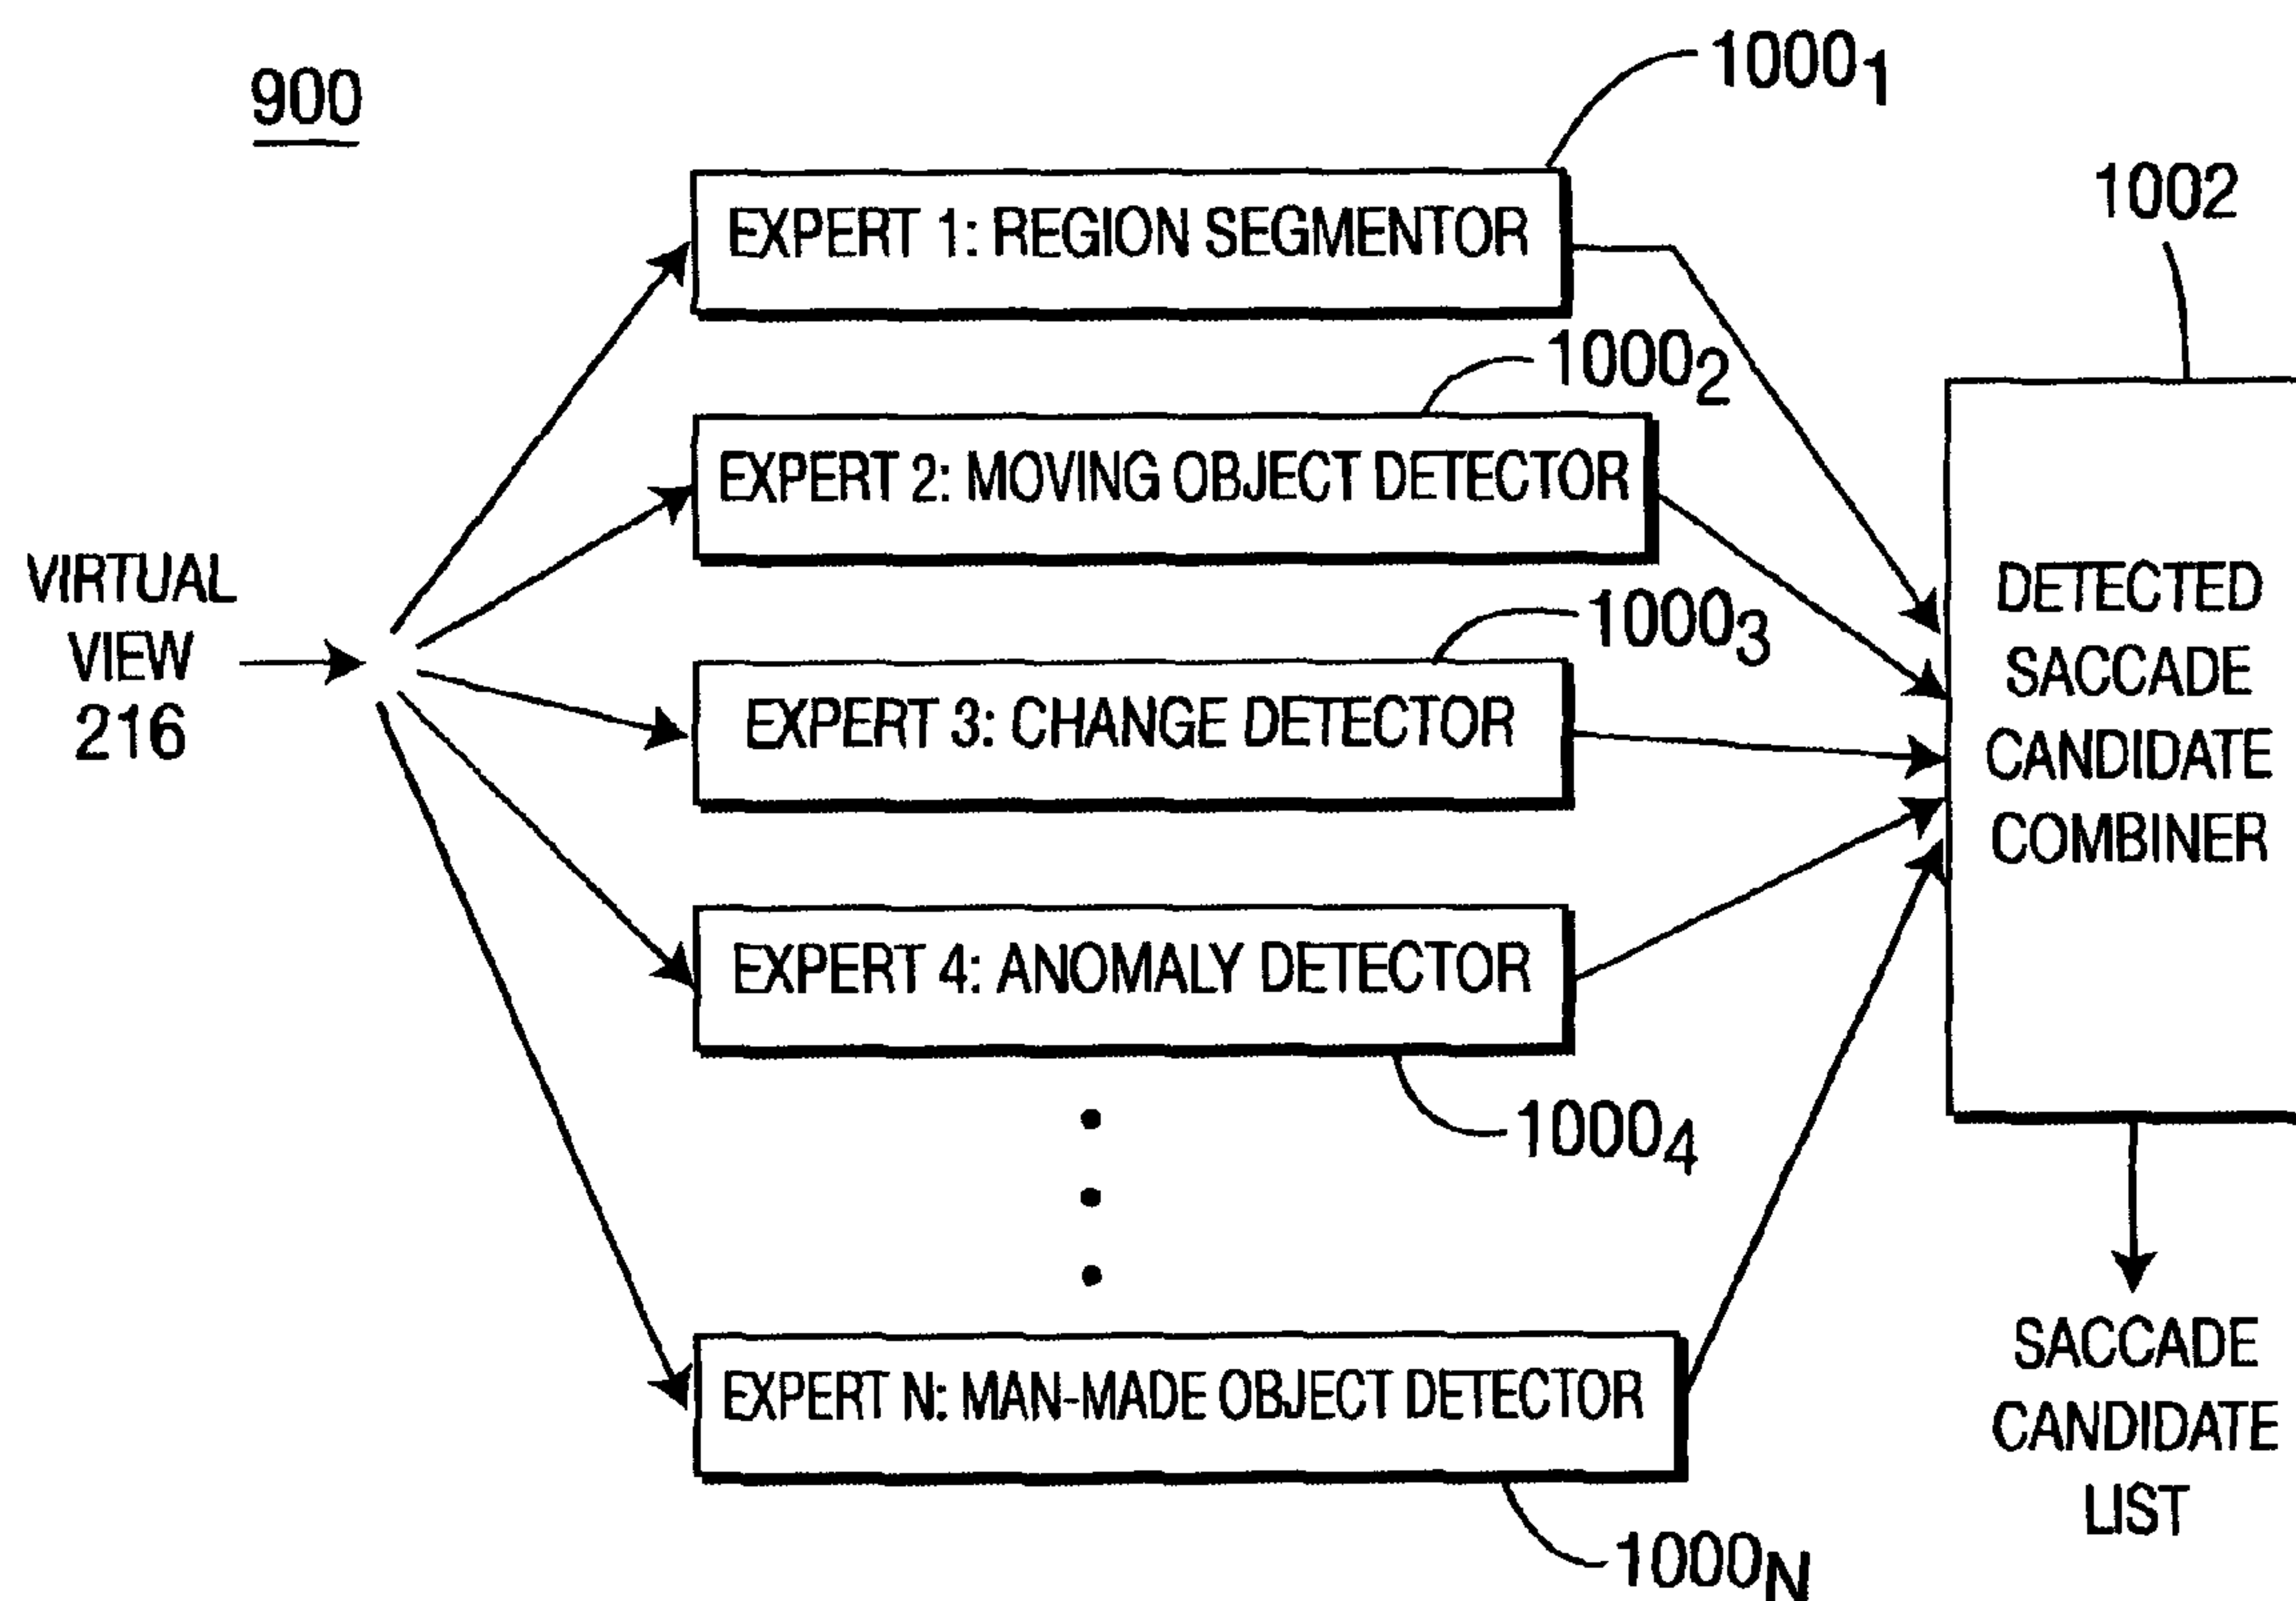 900
1000₁
EXPERT 1: REGION SEGMENTOR
1002
1000₂
EXPERT 2: MOVING OBJECT DETECTOR
VIRTUAL
VIEW
216
1000₃
EXPERT 3: CHANGE DETECTOR
DETECTED
SACCADE
CANDIDATE
COMBINER
EXPERT 4: ANOMALY DETECTOR
1000₄
EXPERT N: MAN-MADE OBJECT DETECTOR
1000N
SACCADE
CANDIDATE
LIST